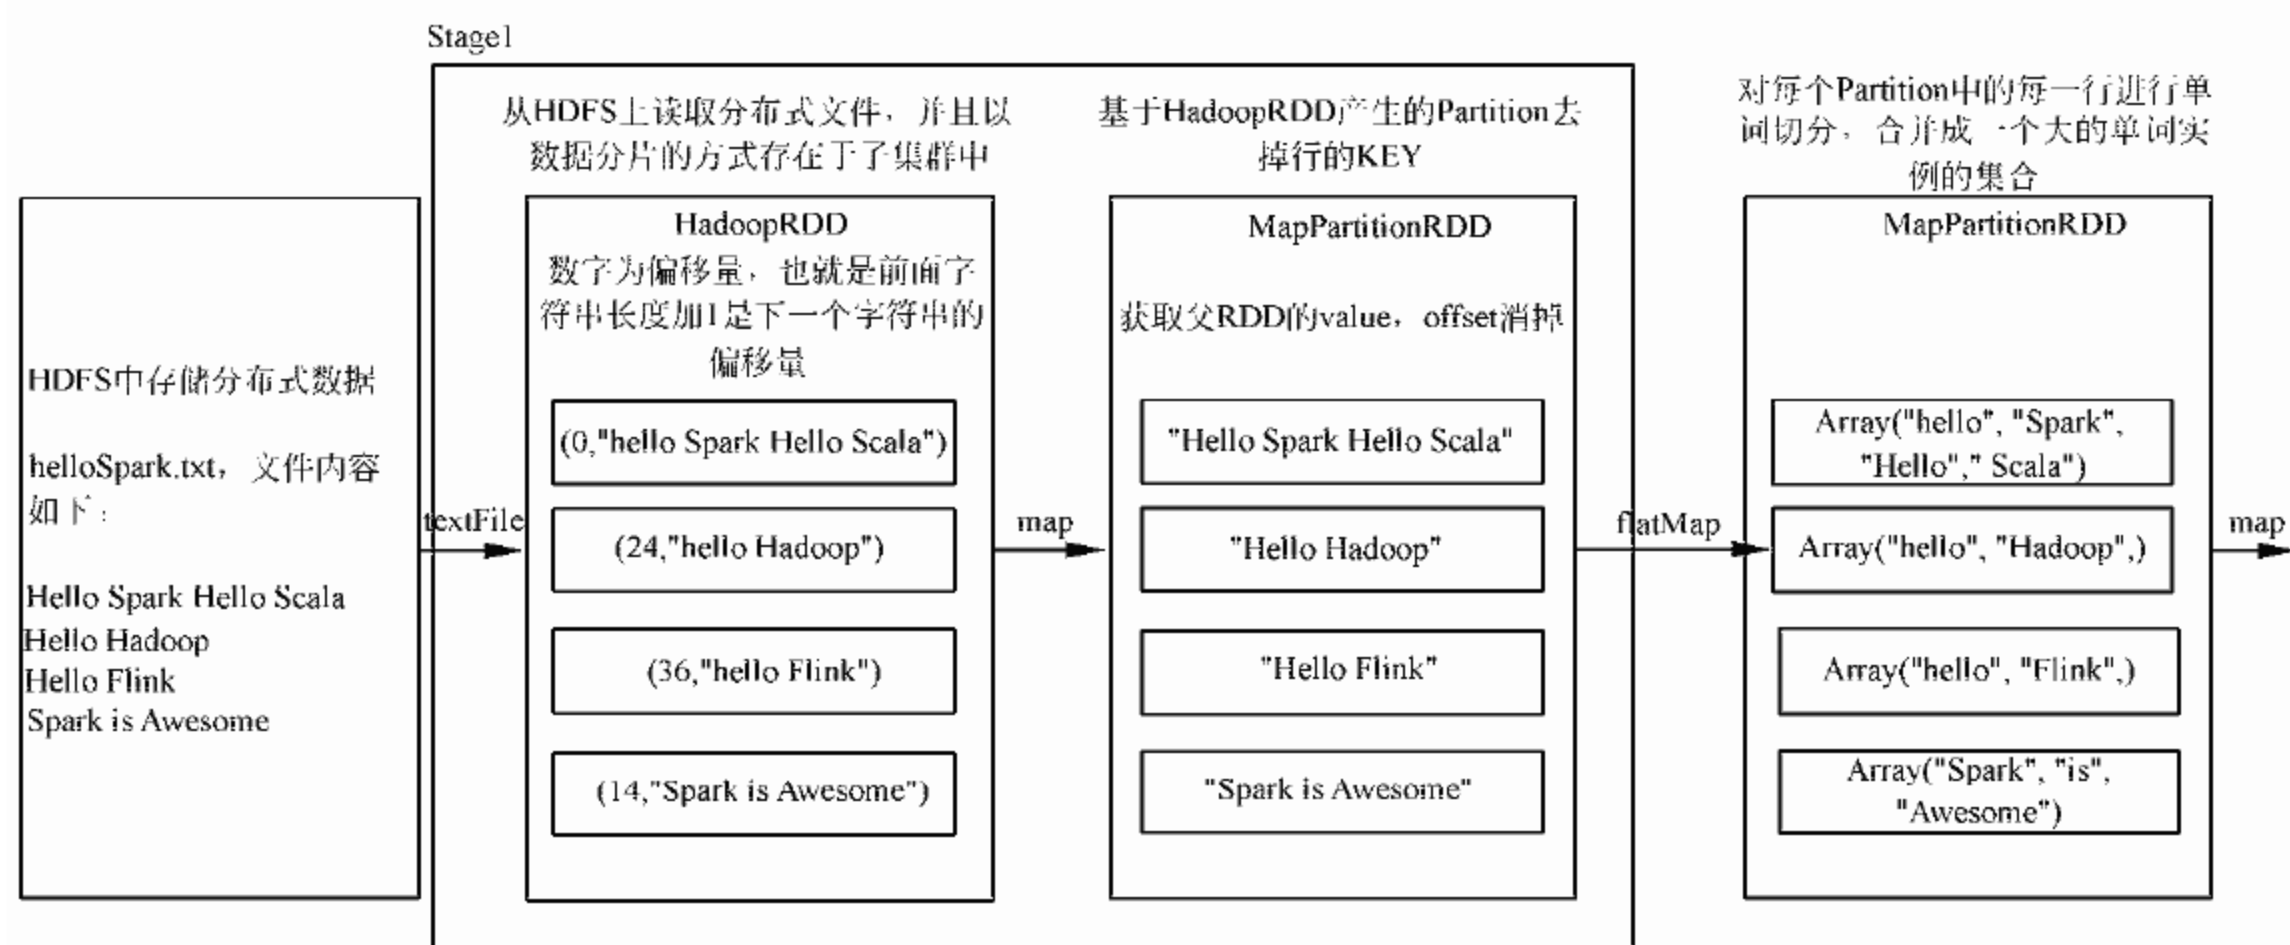 Stage1
HDFS中存储分布式数据
helloSpark.txt，文件内容
如下：
Hello Spark Hello Scala
Hello Hadoop
Hello Flink
Spark is Awesome
textFile
从HDFS上读取分布式文件，并且以
数据分片的方式存在于了集群中
HadoopRDD
数字为偏移量，也就是前面字
符串长度加1是下一个字符串的
偏移量
(0,"hello Spark Hello Scala")
(24,"hello Hadoop")
(36,"hello Flink")
(14,"Spark is Awesome")
map
基于HadoopRDD产生的Partition去
掉行的KEY
MapPartitionRDD
获取父RDD的value，offset消掉
"Hello Spark Hello Scala"
"Hello Hadoop"
"Hello Flink"
"Spark is Awesome"
flatMap
对每个Partition中的每一行进行单
词切分，合并成一个大的单词实
例的集合
MapPartitionRDD
Array("hello", "Spark",
"Hello"," Scala")
Array("hello", "Hadoop",)
Array("hello", "Flink",)
Array("Spark", "is",
"Awesome")
map